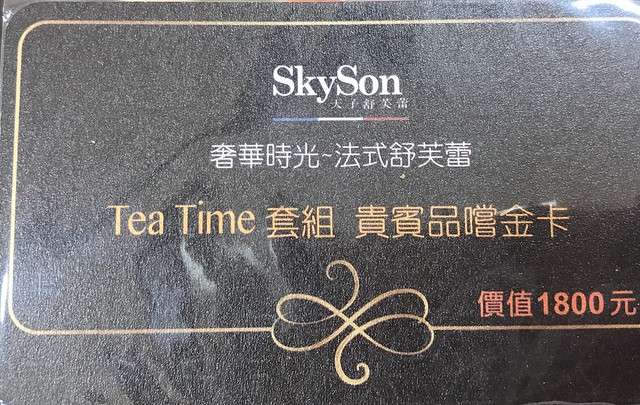 SkySon
天子舒芙蕾
奢華時光~法式舒芙蕾
Tea Time 套組 貴賓品嚐金卡
價值1800元